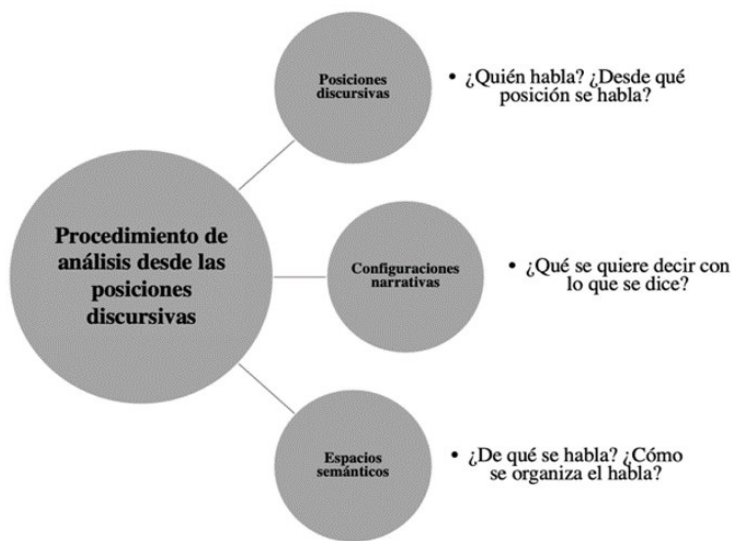 Procedimiento de
análisis desde las
posiciones
discursivas
Posiciones
discursivas
• ¿Quién habla? ¿Desde qué
posición se habla?
Configuraciones
narrativas
• ¿Qué se quiere decir con
lo que se dice?
Espacios
semánticos
• ¿De qué se habla? ¿Cómo
se organiza el habla?